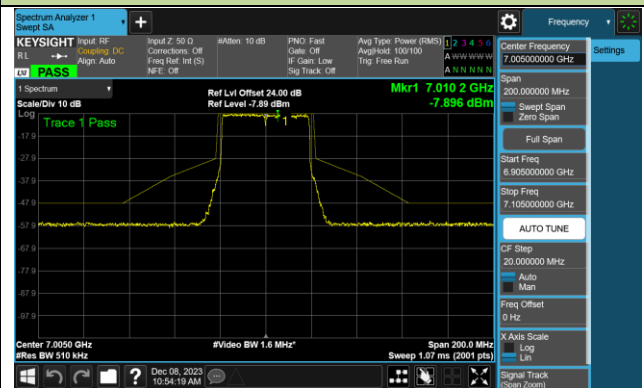 Spectrum Analyzer 1
Swept SA
Frequency
KEYSIGHT
RL
Input: RF
Coupling: DC
Align: Auto
Input Z: 50 Ω
Corrections: Off
Freq Ref: Int (S)
NFE: Off
#Atten: 10 dB
PNO: Fast
Gate: Off
IF Gain: Low
Sig Track: Off
Avg Type: Power (RMS)
Avg|Hold: 100/100
Trig: Free Run
1 2 3 4 5 6
A W W W W W
A N N N N N
LXI
PASS
1 Spectrum
Scale/Div 10 dB
Ref Lvl Offset 24.00 dB
Ref Level -7.89 dBm
Mkr1 7.010 2 GHz
-7.896 dBm
Log
Trace 1 Pass
1
-17.9
-27.9
-37.9
-47.9
-57.9
-67.9
-77.9
-87.9
-97.9
Center 7.0050 GHz
#Video BW 1.6 MHz*
Span 200.0 MHz
#Res BW 510 kHz
Sweep 1.07 ms (2001 pts)
Center Frequency
7.005000000 GHz
Settings
Span
200.000000 MHz
Swept Span
Zero Span
Full Span
Start Freq
6.905000000 GHz
Stop Freq
7.105000000 GHz
AUTO TUNE
CF Step
20.000000 MHz
Auto
Man
Freq Offset
0 Hz
X Axis Scale
Log
Lin
Signal Track
(Span Zoom)
Dec 08, 2023
10:54:19 AM